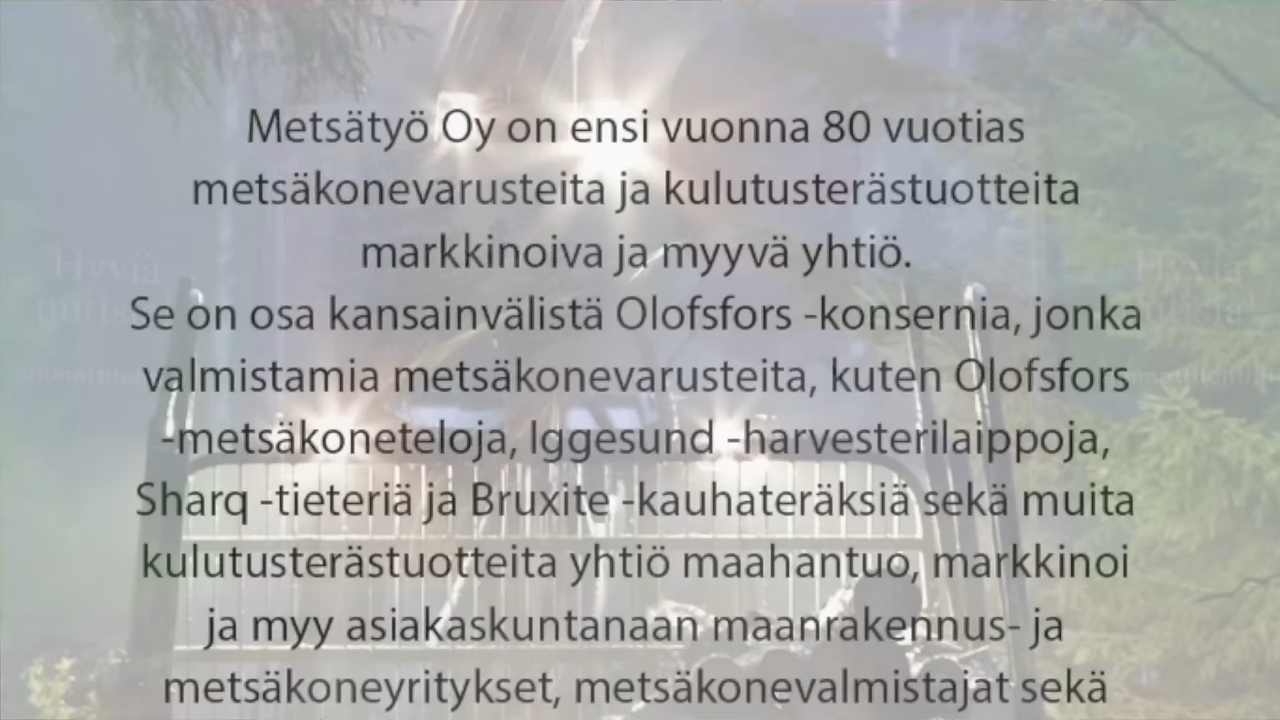 Metsätyö Oy on ensi vuonna 80 vuotias
metsäkonevarusteita ja kulutusterästuotteita
markkinoiva ja myyvä yhtiö.
Se on osa kansainvälistä Olofsfors -konsernia, jonka
valmistamia metsäkonevarusteita, kuten Olofsfors
-metsäkoneteloja, Iggesund -harvesterilaippoja,
Sharq -tieteriä ja Bruxite -kauhateräksiä sekä muita
kulutusterästuotteita yhtiö maahantuo, markkinoi
ja myy asiakaskuntanaan maanrakennus- ja
metsäkoneyritykset, metsäkonevalmistajat sekä
Hyviä
Hyviä